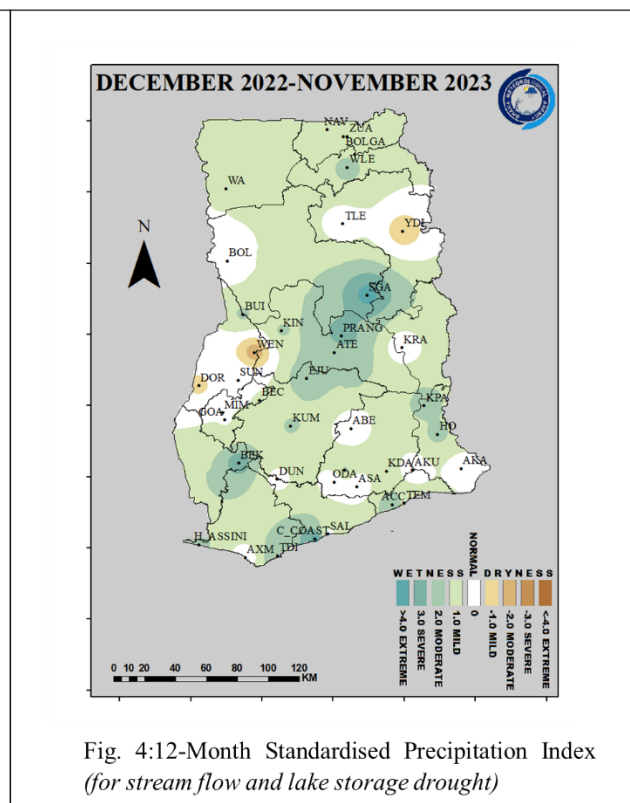 DECEMBER 2022-NOVEMBER 2023
NAV
ZUA
BOLGA
WLE
WA
TLE
YDI
N
BOL
SGA
BUI
KIN
PRANG
WEN
ATE
KRA
EJU
DOR
SUN
BEC
MIM
GOA
KPA
KUM
ABE
HO
BEK
DUN
ODA
ASA
KDA
AKU
AKA
ACC
TEM
C_COAST
SAL
H_ASSINI
AXM
TDI
WETNESS NORMAL DRYNESS
>4.0 EXTREME
3.0 SEVERE
2.0 MODERATE
1.0 MILD
0
-1.0 MILD
-2.0 MODERATE
-3.0 SEVERE
<-4.0 EXTREME
0 10 20 40 60 80 100 120
KM
Fig. 4:12-Month Standardised Precipitation Index
(for stream flow and lake storage drought)